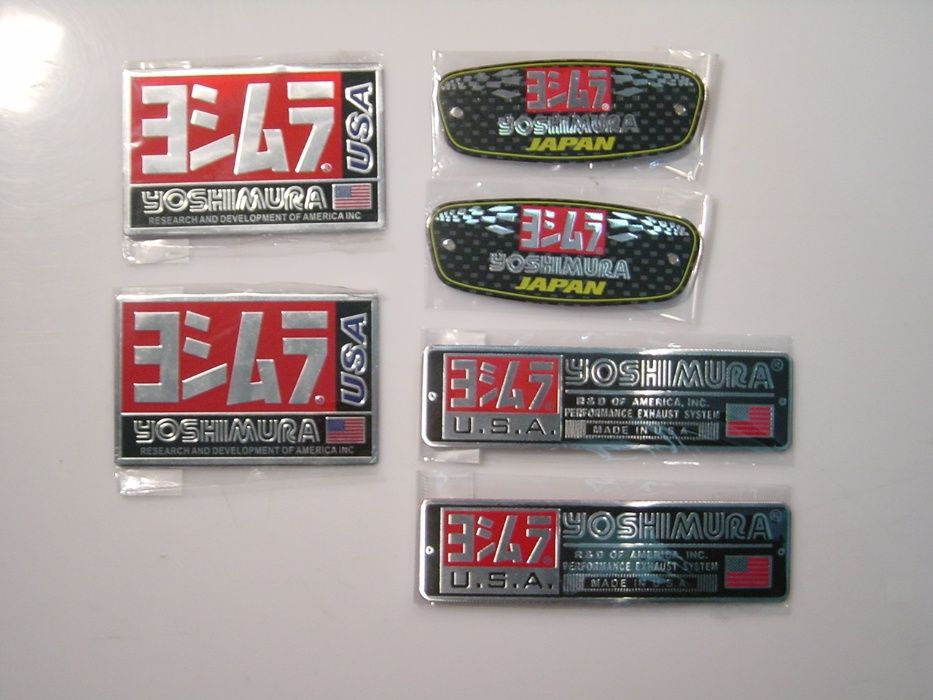 ヨシムラ®
USA
YOSHIMURA
RESEARCH AND DEVELOPMENT OF AMERICA INC
ヨシムラ®
USA
YOSHIMURA
RESEARCH AND DEVELOPMENT OF AMERICA INC
ヨシムラ®
YOSHIMURA
JAPAN
ヨシムラ®
YOSHIMURA
JAPAN
ヨシムラ®
U.S.A.
YOSHIMURA®
R&D OF AMERICA, INC.
PERFORMANCE EXHAUST SYSTEM
MADE IN U.S.A.
ヨシムラ®
U.S.A.
YOSHIMURA®
R&D OF AMERICA, INC.
PERFORMANCE EXHAUST SYSTEM
MADE IN U.S.A.